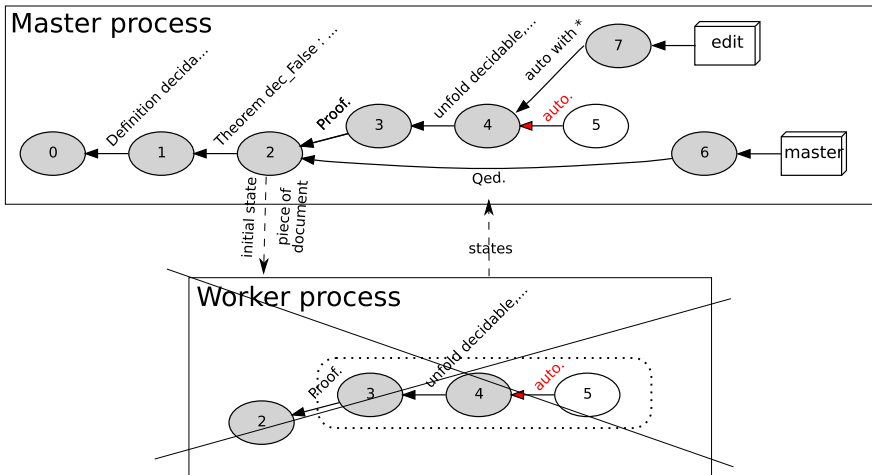 Master process
Definition decida...
Theorem dec_False : ...
Proof.
unfold decidable,...
auto with *
auto.
7
edit
0
1
2
3
4
5
6
master
Qed.
initial state
piece of
document
states
Worker process
Proof.
unfold decidable,...
auto.
2
3
4
5